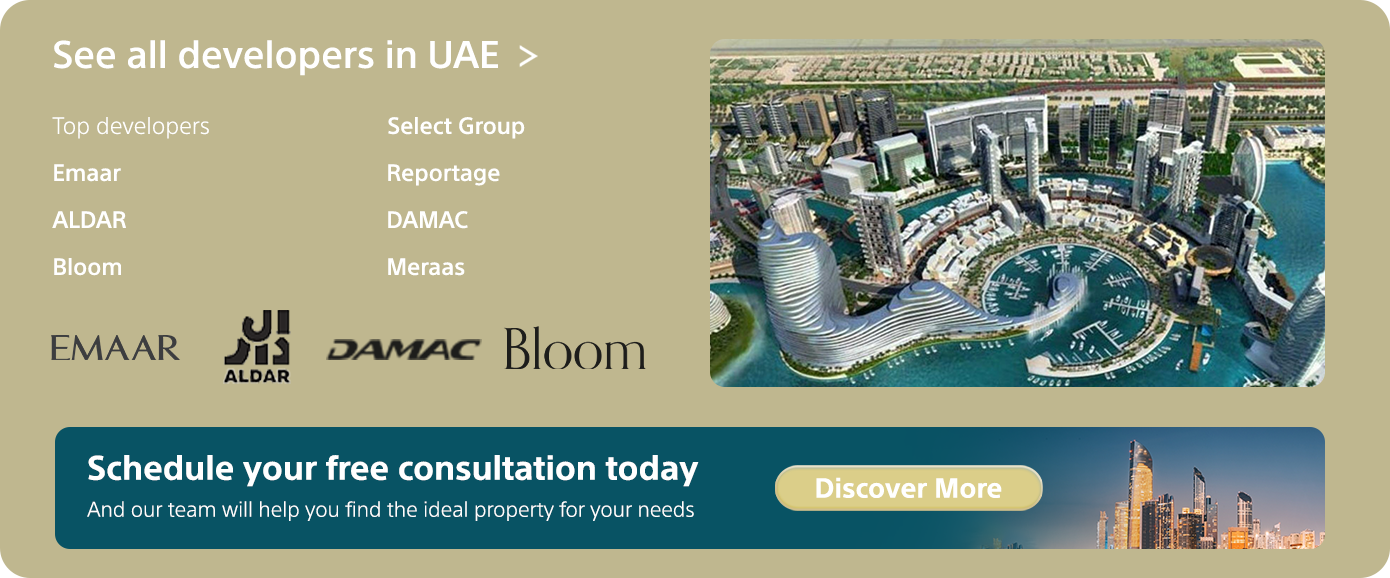 See all developers in UAE >
Top developers
Emaar
ALDAR
Bloom
Select Group
Reportage
DAMAC
Meraas
EMAAR
ALDAR
DAMAC
Bloom
Schedule your free consultation today
And our team will help you find the ideal property for your needs
Discover More